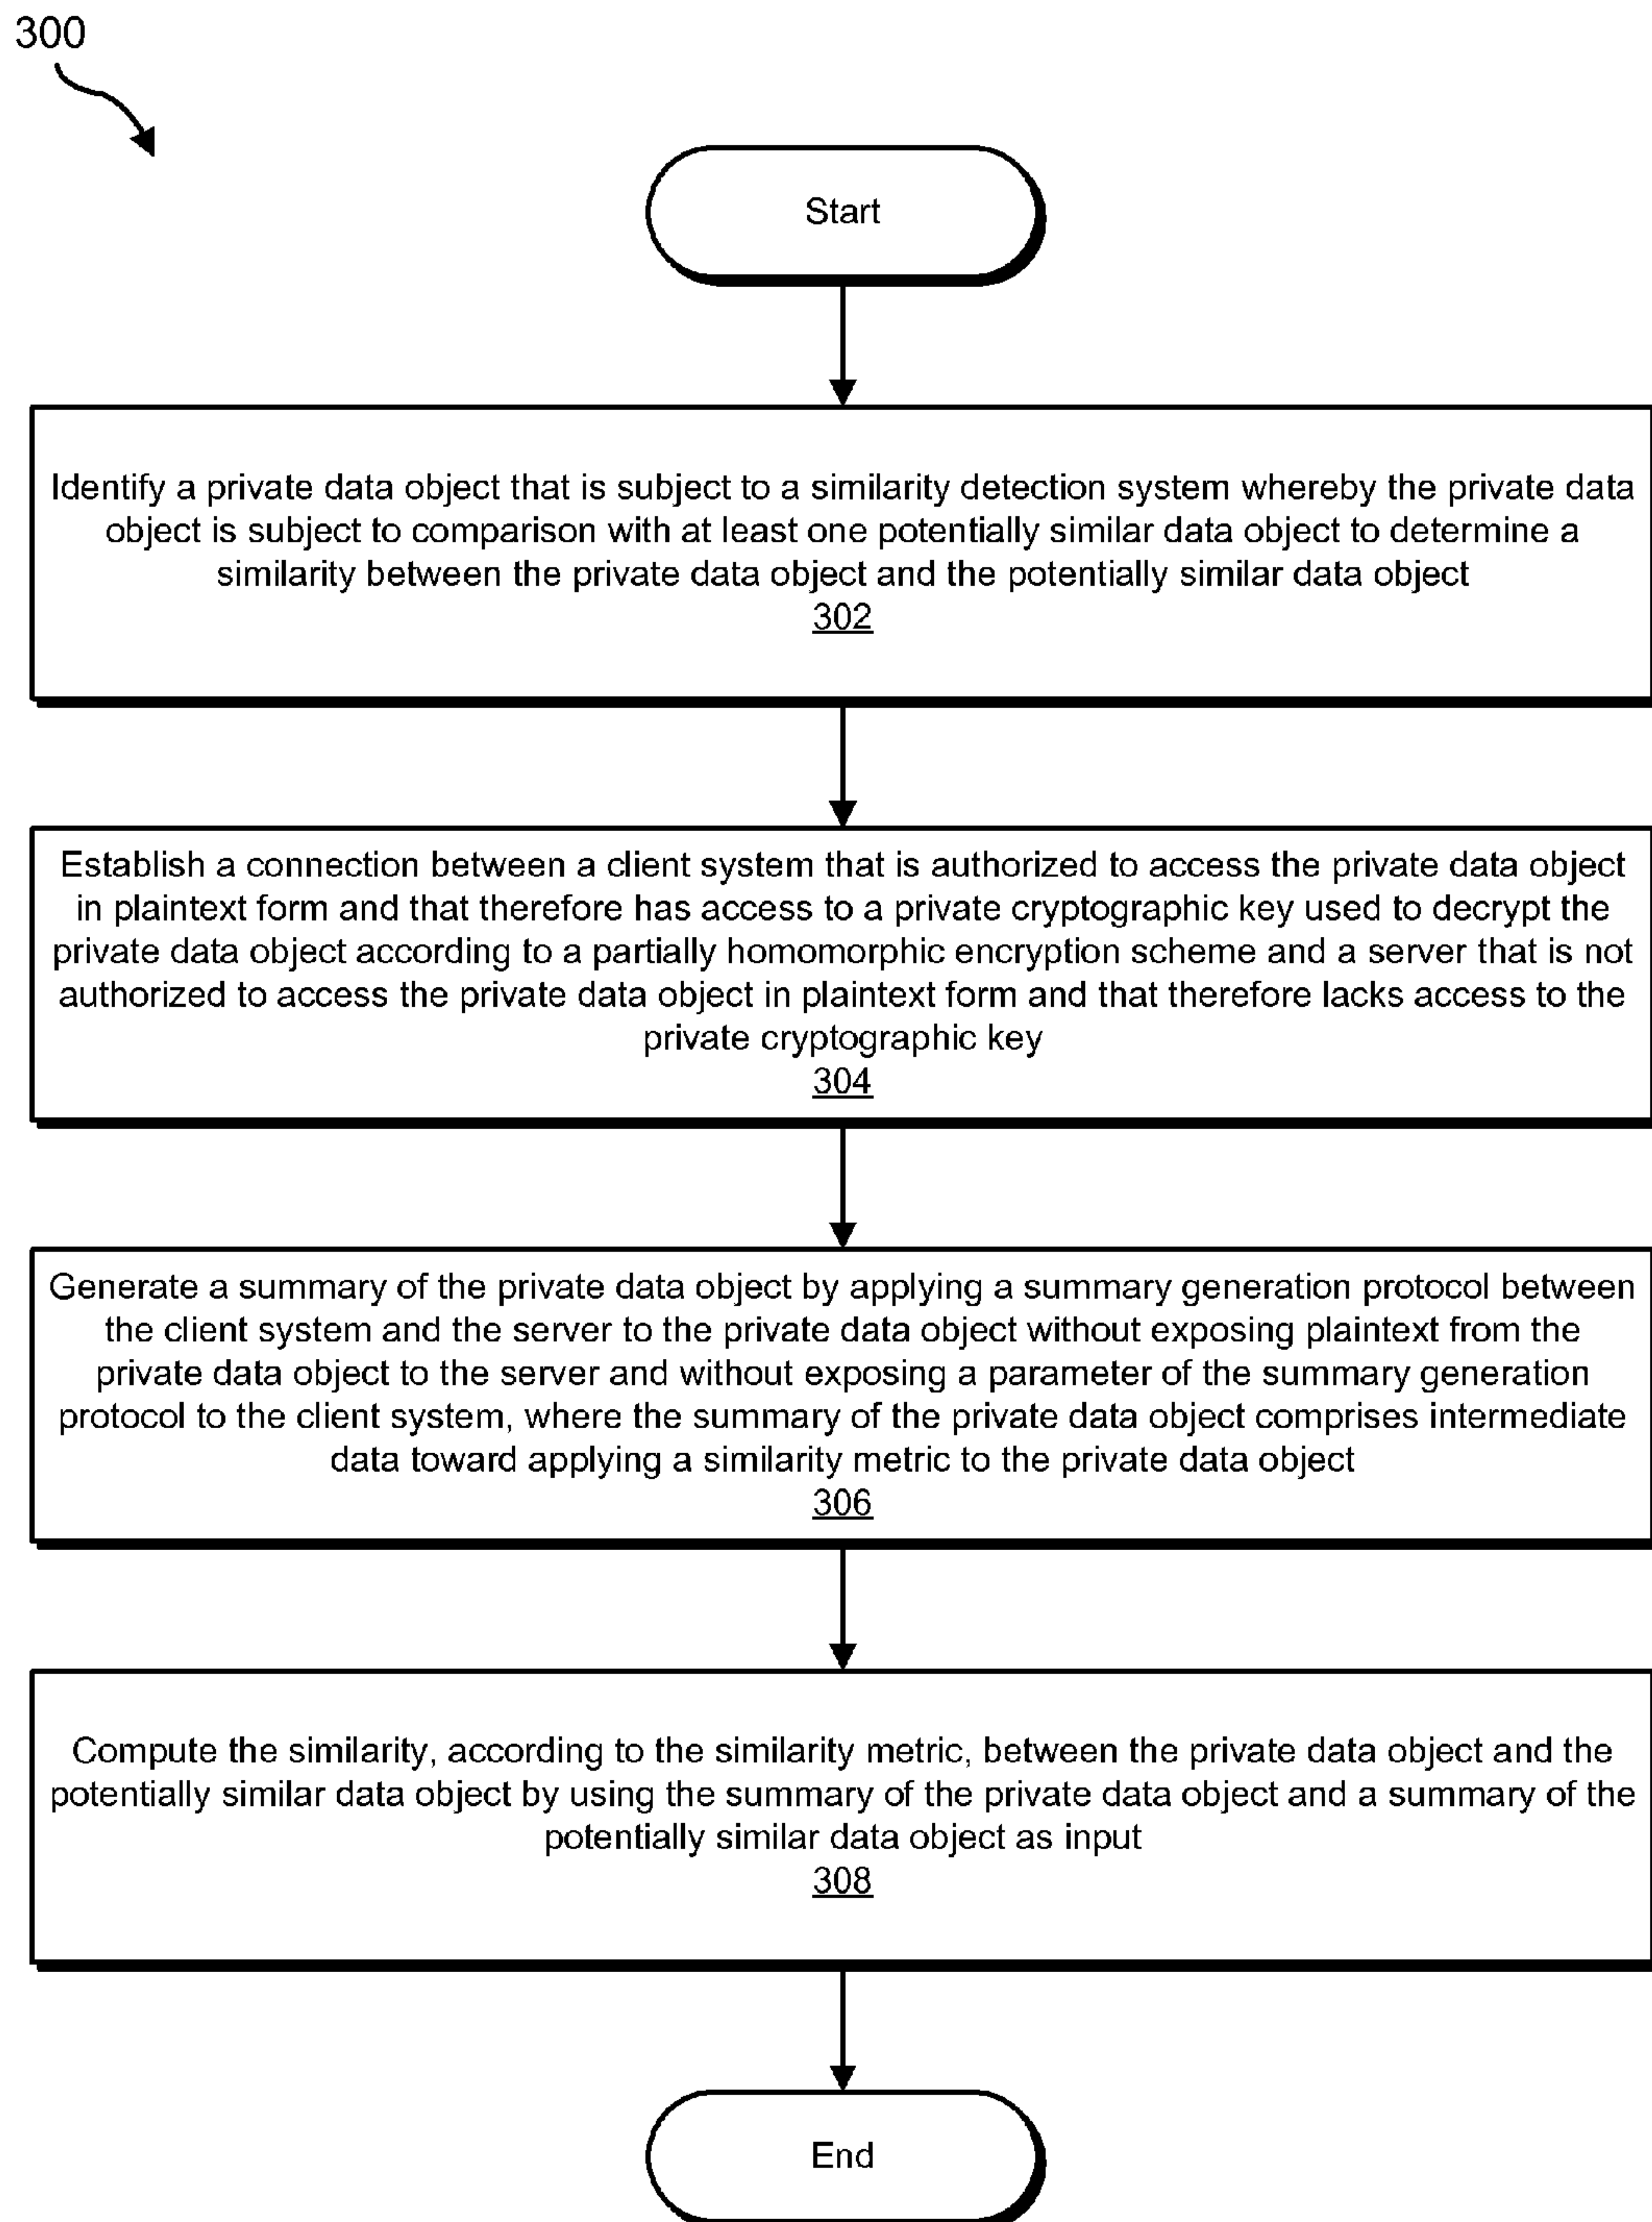 300
Start
Identify a private data object that is subject to a similarity detection system whereby the private data
object is subject to comparison with at least one potentially similar data object to determine a
similarity between the private data object and the potentially similar data object
302
Establish a connection between a client system that is authorized to access the private data object
in plaintext form and that therefore has access to a private cryptographic key used to decrypt the
private data object according to a partially homomorphic encryption scheme and a server that is not
authorized to access the private data object in plaintext form and that therefore lacks access to the
private cryptographic key
304
Generate a summary of the private data object by applying a summary generation protocol between
the client system and the server to the private data object without exposing plaintext from the
private data object to the server and without exposing a parameter of the summary generation
protocol to the client system, where the summary of the private data object comprises intermediate
data toward applying a similarity metric to the private data object
306
Compute the similarity, according to the similarity metric, between the private data object and the
potentially similar data object by using the summary of the private data object and a summary of the
potentially similar data object as input
308
End